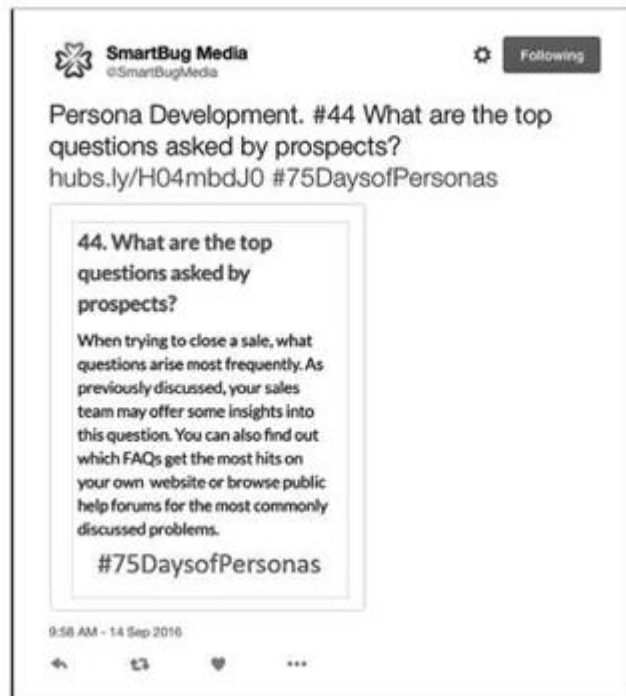 SmartBug Media
@SmartBugMedia
Following
Persona Development. #44 What are the top
questions asked by prospects?
hubs.ly/H04mbdJ0 #75DaysofPersonas
44. What are the top
questions asked by
prospects?
When trying to close a sale, what
questions arise most frequently. As
previously discussed, your sales
team may offer some insights into
this question. You can also find out
which FAQs get the most hits on
your own website or browse public
help forums for the most commonly
discussed problems.
#75DaysofPersonas
9:58 AM - 14 Sep 2016